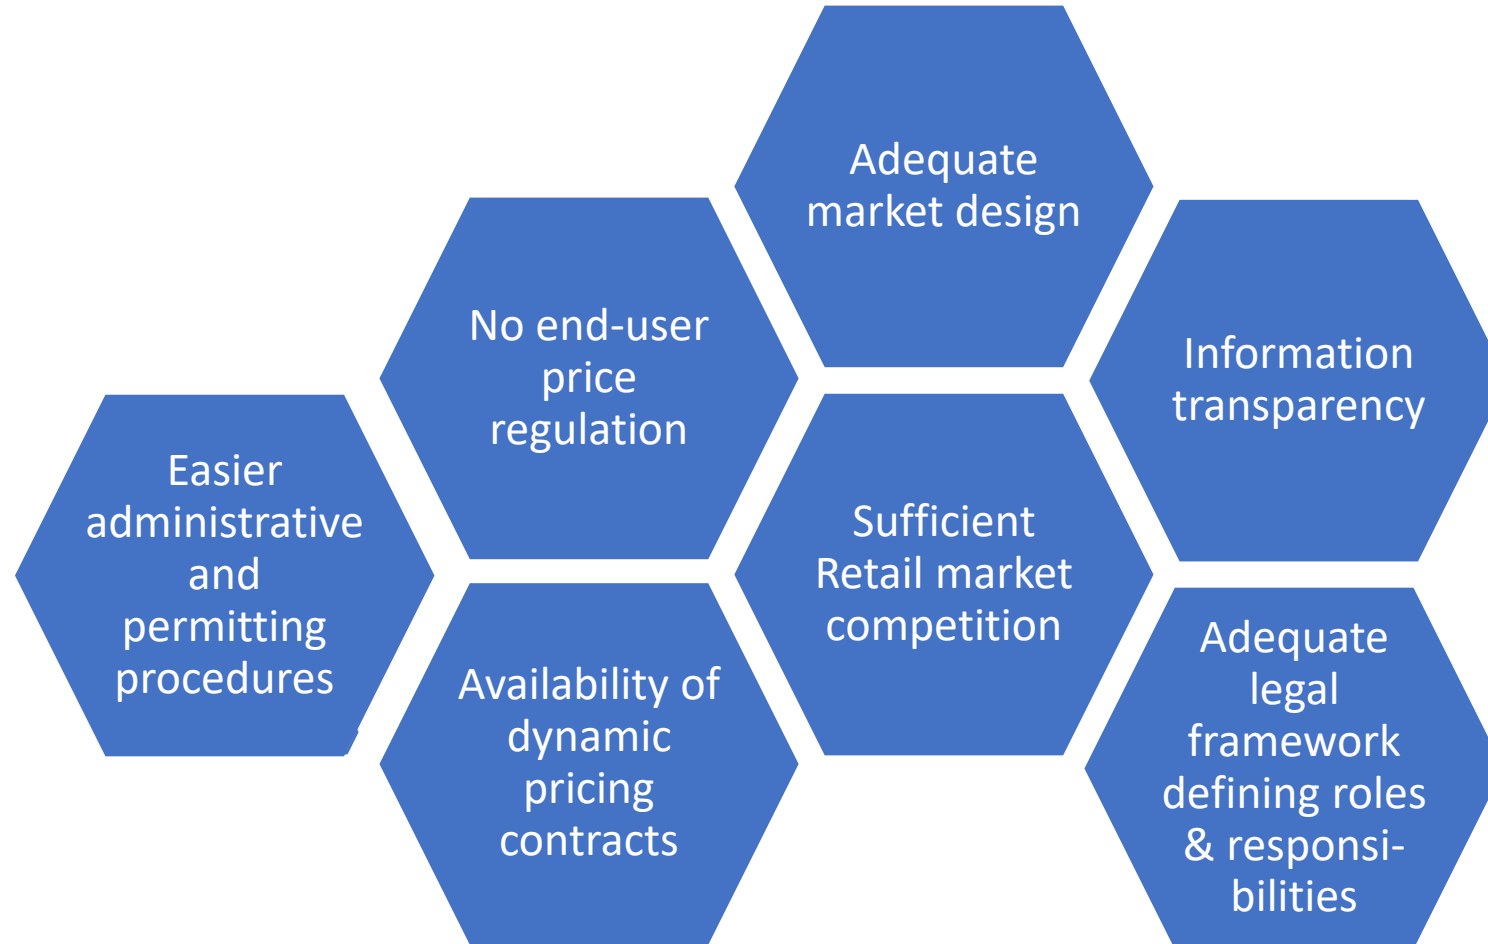 Adequate
market design
No end-user
price
regulation
Information
transparency
Easier
administrative
and
permitting
procedures
Sufficient
Retail market
competition
Availability of
dynamic
pricing
contracts
Adequate
legal
framework
defining roles
& responsi-
bilities